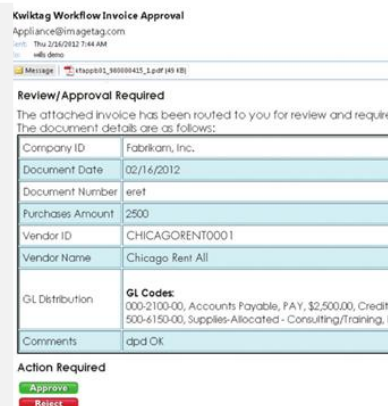 Kwiktag Workflow Invoice Approval
Appliance@imagetag.com
Sent: Thu 2/16/2012 7:44 AM
To: wills demo
Message ktappb01_980000415_1.pdf (49 KB)
Review/Approval Required
The attached invoice has been routed to you for review and require
The document details are as follows:
Company ID Fabrikam, Inc.
Document Date 02/16/2012
Document Number eret
Purchases Amount 2500
Vendor ID CHICAGORENT0001
Vendor Name Chicago Rent All
GL Distribution
GL Codes:
000-2100-00, Accounts Payable, PAY, $2,500.00, Credit
500-6150-00, Supplies-Allocated - Consulting/Training,
Comments dpd OK
Action Required
Approve
Reject